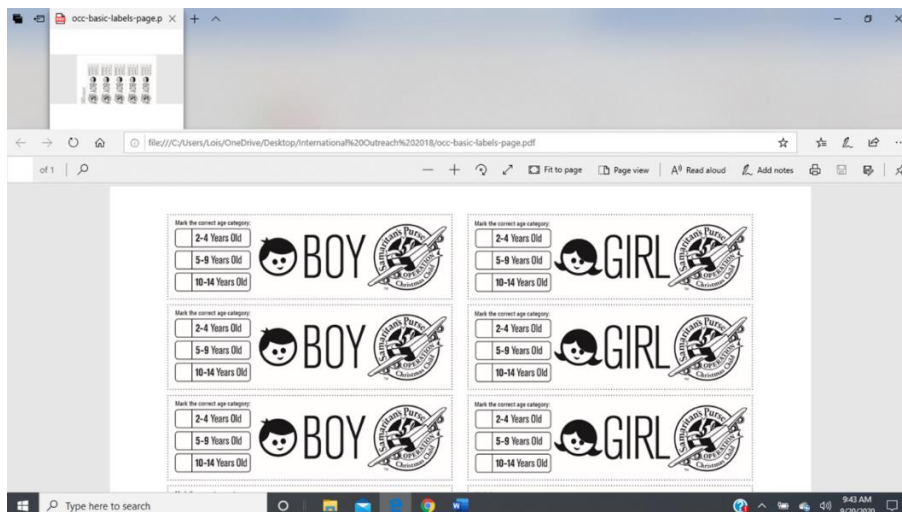 occ-basic-labels-page.p
file:///C:/Users/Lois/OneDrive/Desktop/International%20Outreach%202018/occ-basic-labels-page.pdf
of 1
Fit to page
Page view
Read aloud
Add notes
Mark the correct age category:
2-4 Years Old
5-9 Years Old
10-14 Years Old
BOY
Samaritan's Purse
OPERATION
Christmas Child
Mark the correct age category:
2-4 Years Old
5-9 Years Old
10-14 Years Old
GIRL
Samaritan's Purse
OPERATION
Christmas Child
Mark the correct age category:
2-4 Years Old
5-9 Years Old
10-14 Years Old
BOY
Samaritan's Purse
OPERATION
Christmas Child
Mark the correct age category:
2-4 Years Old
5-9 Years Old
10-14 Years Old
GIRL
Samaritan's Purse
OPERATION
Christmas Child
Mark the correct age category:
2-4 Years Old
5-9 Years Old
10-14 Years Old
BOY
Samaritan's Purse
OPERATION
Christmas Child
Mark the correct age category:
2-4 Years Old
5-9 Years Old
10-14 Years Old
GIRL
Samaritan's Purse
OPERATION
Christmas Child
Type here to search
9:43 AM
9/20/2020